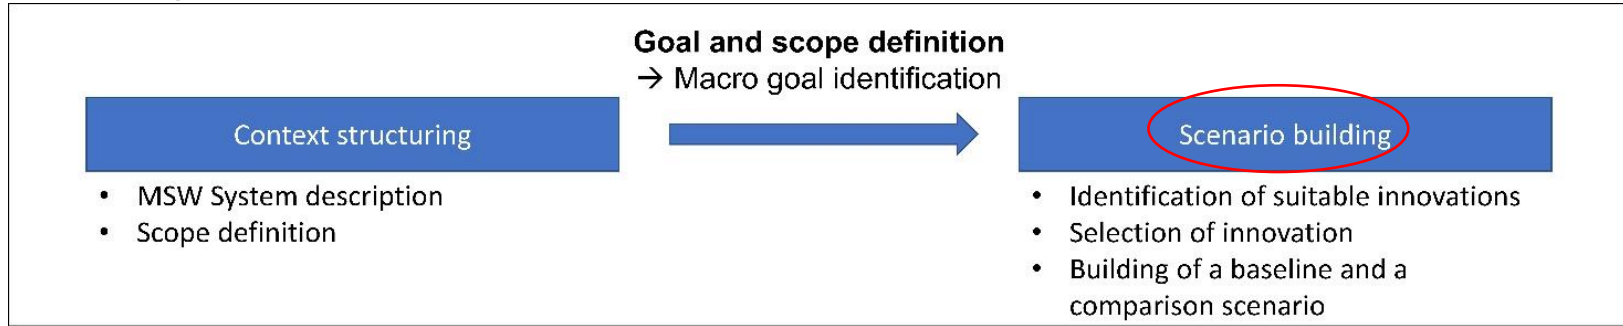 Goal and scope definition
→ Macro goal identification
Context structuring
• MSW System description
• Scope definition
Scenario building
• Identification of suitable innovations
• Selection of innovation
• Building of a baseline and a
comparison scenario